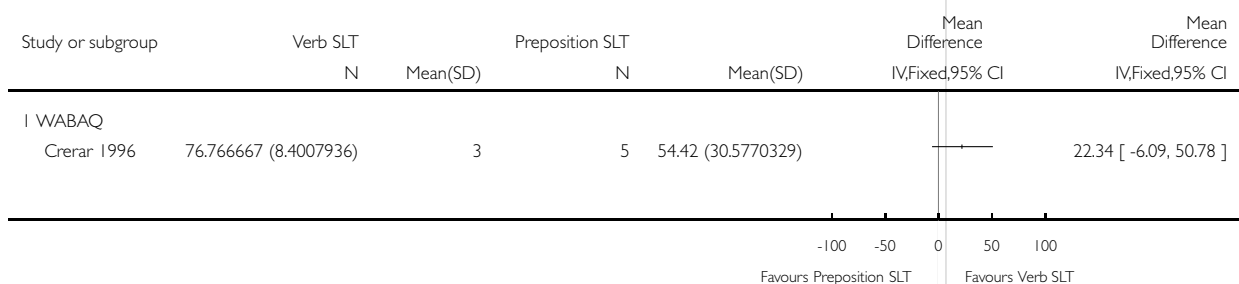 Study or subgroup Verb SLT Preposition SLT Mean Difference Mean Difference
N Mean(SD) N Mean(SD) IV,Fixed,95% CI IV,Fixed,95% CI
1 WABAQ
Crerar 1996 76.766667 (8.4007936) 3 5 54.42 (30.5770329) 22.34 [ -6.09, 50.78 ]
-100 -50 0 50 100
Favours Preposition SLT Favours Verb SLT